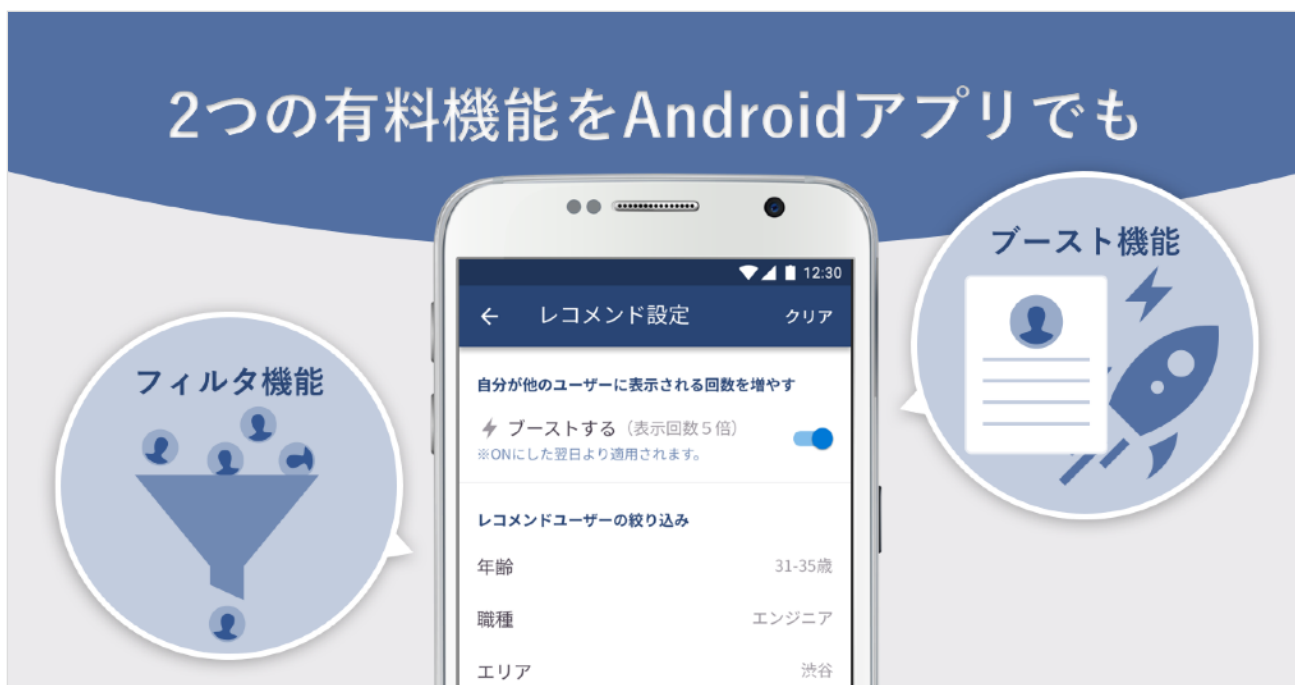 2つの有料機能をAndroidアプリでも
フィルタ機能
ブースト機能
12:30
レコメンド設定
クリア
自分が他のユーザーに表示される回数を増やす
ブーストする(表示回数5倍)
※ONにした翌日より適用されます。
レコメンドユーザーの絞り込み
年齢 31-35歳
職種 エンジニア
エリア 渋谷